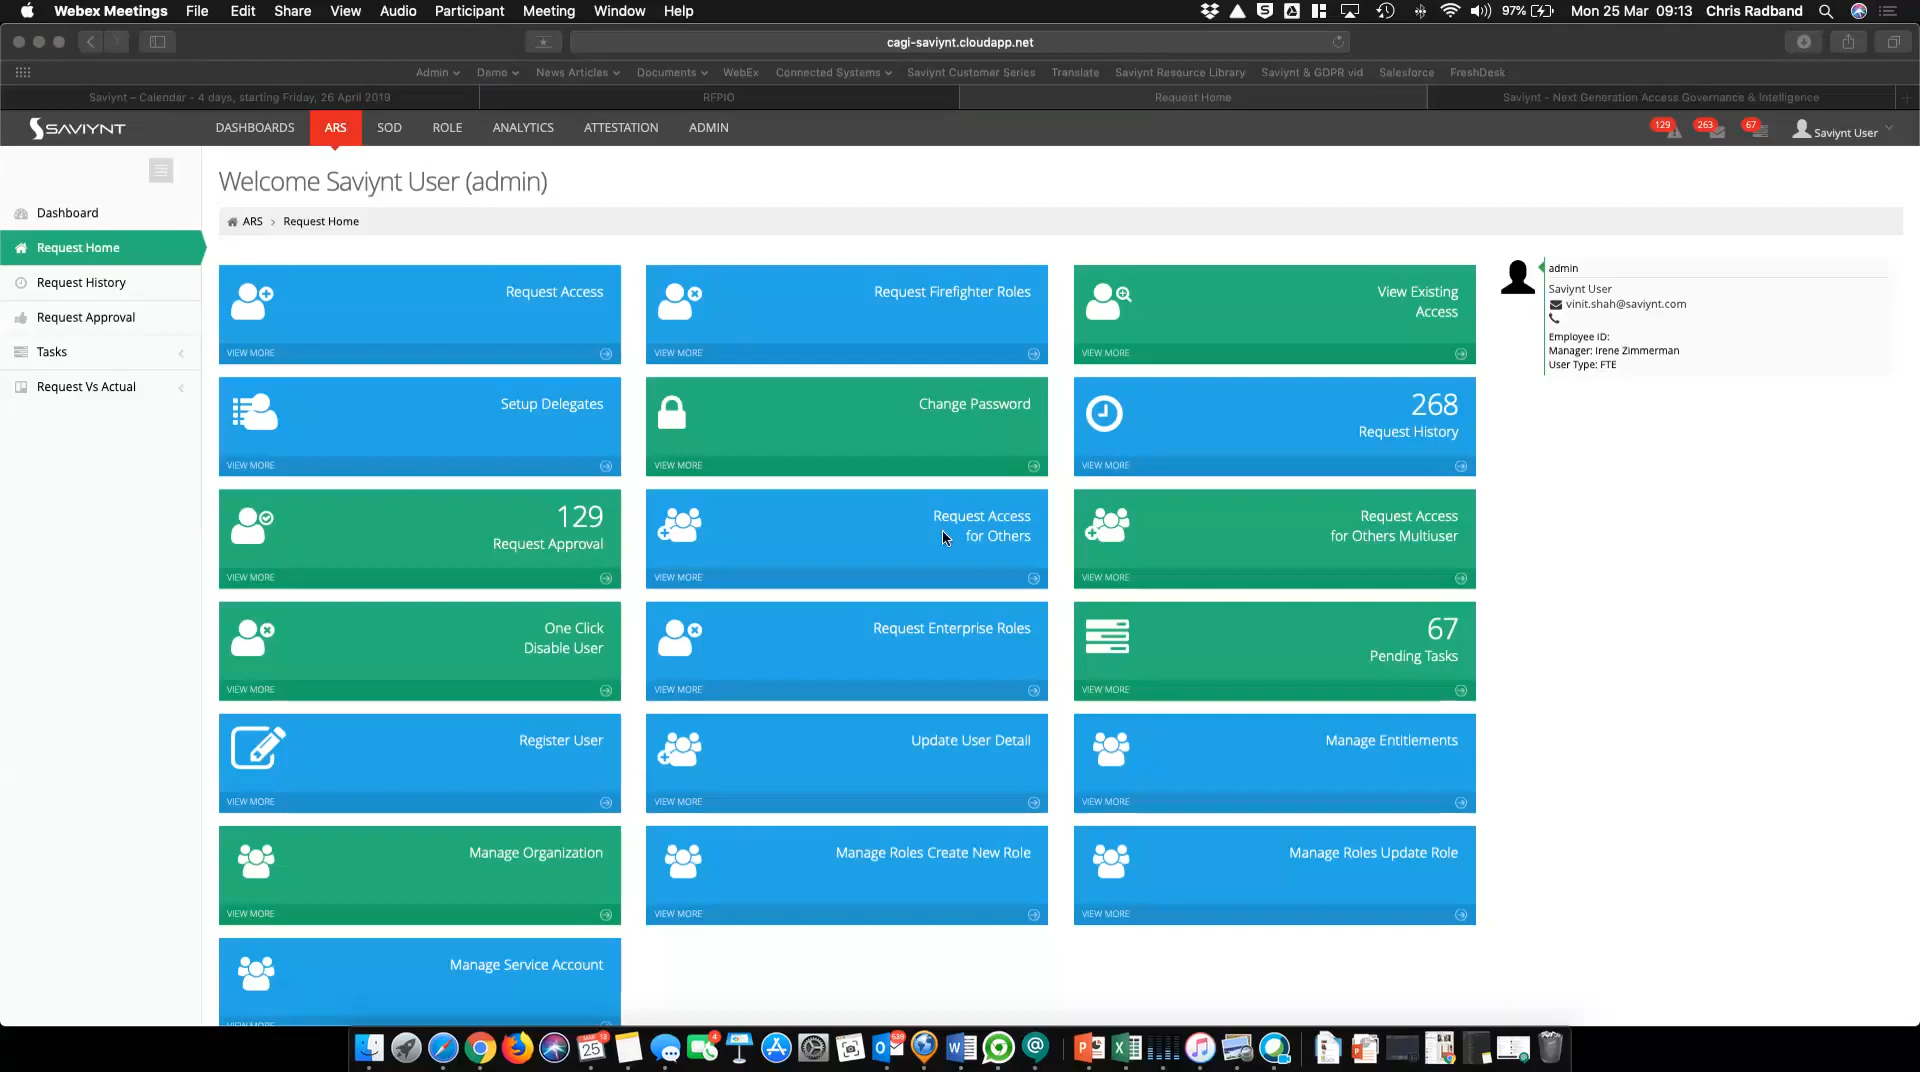 Webex Meetings File Edit Share View Audio Participant Meeting Window Help 97% Mon 25 Mar 09:13 Chris Radband
cagi-saviynt.cloudapp.net
Admin Demo News Articles Documents WebEx Connected Systems Saviynt Customer Series Translate Saviynt Resource Library Saviynt & GDPR vid Salesforce FreshDesk
Saviynt – Calendar - 4 days, starting Friday, 26 April 2019 RFPIO Request Home Saviynt - Next Generation Access Governance & Intelligence
SAVIYNT DASHBOARDS ARS SOD ROLE ANALYTICS ATTESTATION ADMIN 129 263 67 Saviynt User
Welcome Saviynt User (admin)
ARS > Request Home
Dashboard
Request Home
Request History
Request Approval
Tasks
Request Vs Actual
Request Access
VIEW MORE
Request Firefighter Roles
VIEW MORE
View Existing
Access
VIEW MORE
Setup Delegates
VIEW MORE
Change Password
VIEW MORE
268
Request History
VIEW MORE
129
Request Approval
VIEW MORE
Request Access
for Others
VIEW MORE
Request Access
for Others Multiuser
VIEW MORE
One Click
Disable User
VIEW MORE
Request Enterprise Roles
VIEW MORE
67
Pending Tasks
VIEW MORE
Register User
VIEW MORE
Update User Detail
VIEW MORE
Manage Entitlements
VIEW MORE
Manage Organization
VIEW MORE
Manage Roles Create New Role
VIEW MORE
Manage Roles Update Role
VIEW MORE
Manage Service Account
VIEW MORE
admin
Saviynt User
vinit.shah@saviynt.com
Employee ID:
Manager: Irene Zimmerman
User Type: FTE
25 4 539